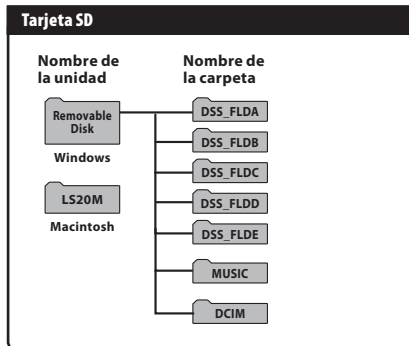 Tarjeta SD
Nombre de
la unidad
Nombre de
la carpeta
Removable
Disk
Windows
LS20M
Macintosh
DSS_FLDA
DSS_FLDB
DSS_FLDC
DSS_FLDD
DSS_FLDE
MUSIC
DCIM